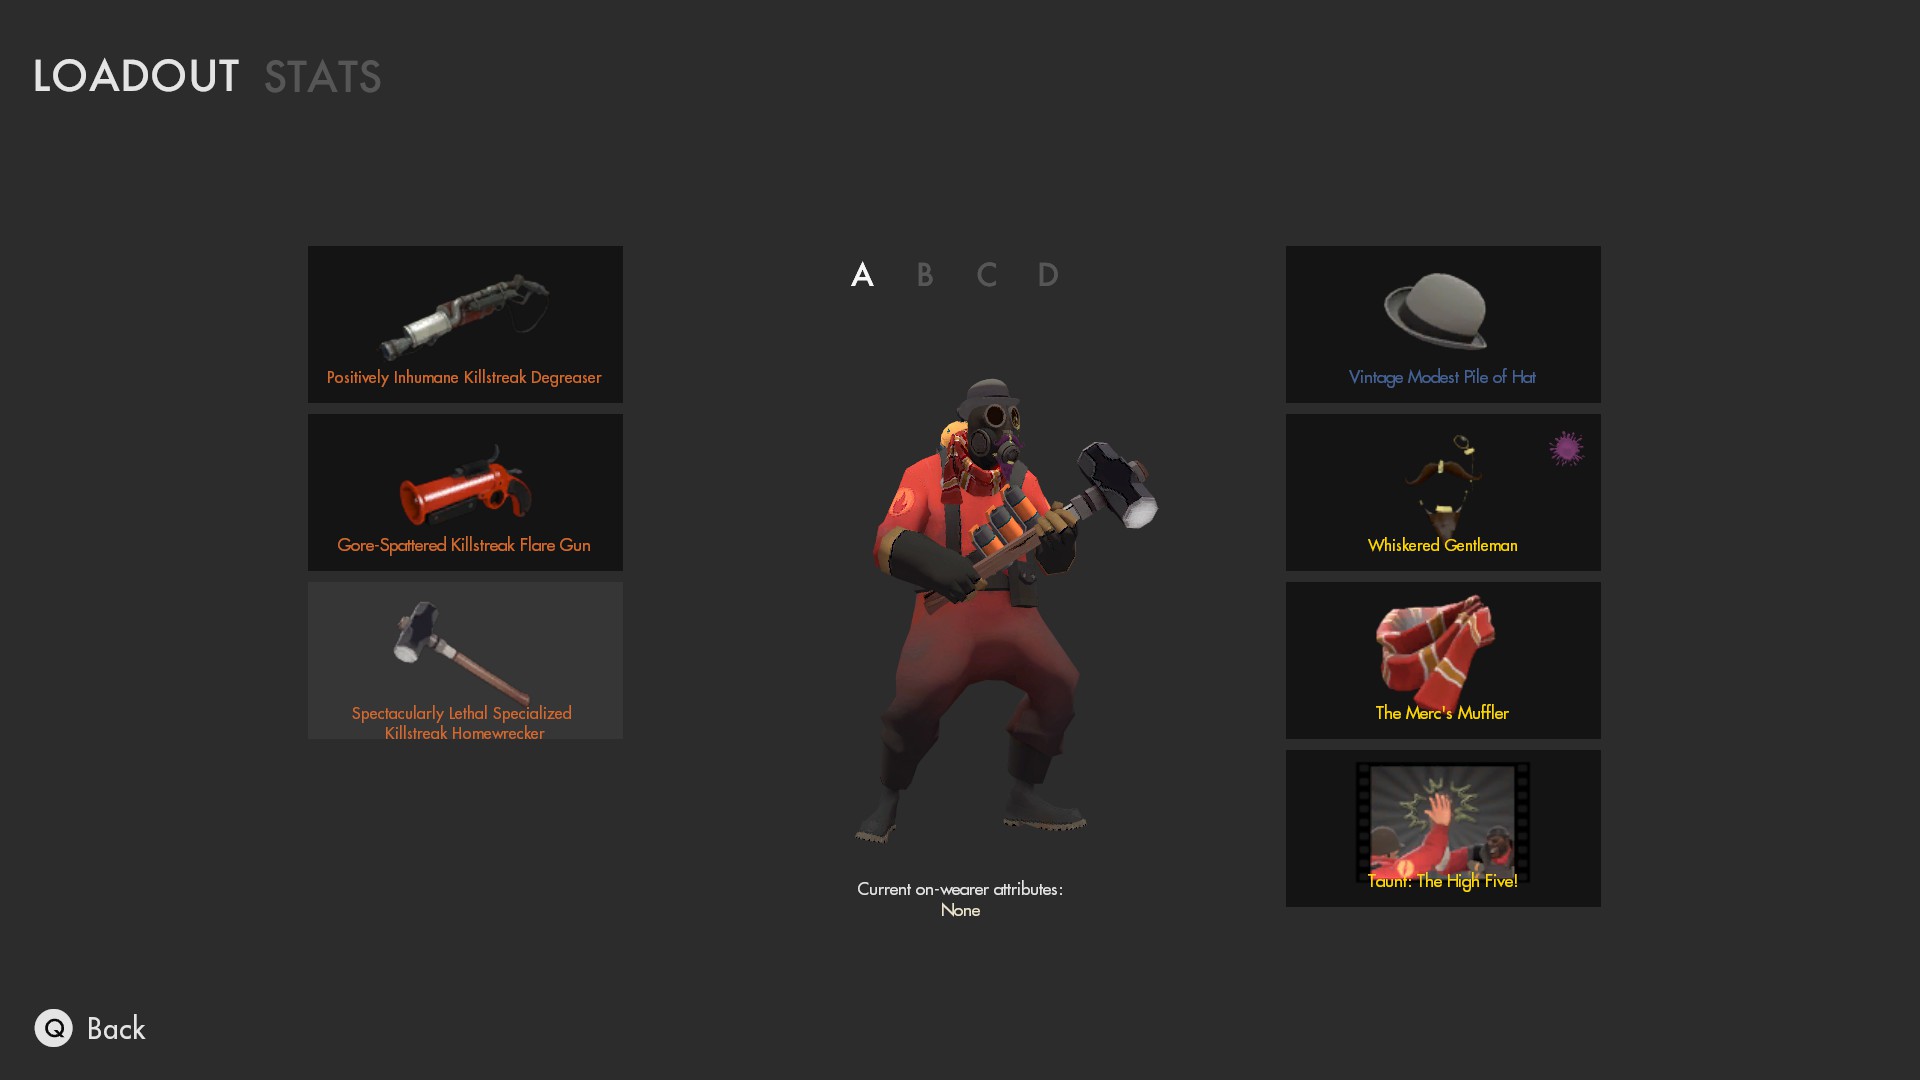 LOADOUT STATS
A B C D
Positively Inhumane Killstreak Degreaser
Gore-Spattered Killstreak Flare Gun
Spectacularly Lethal Specialized
Killstreak Homewrecker
Vintage Modest Pile of Hat
Whiskered Gentleman
The Merc's Muffler
Taunt: The High Five!
Current on-wearer attributes:
None
Q Back